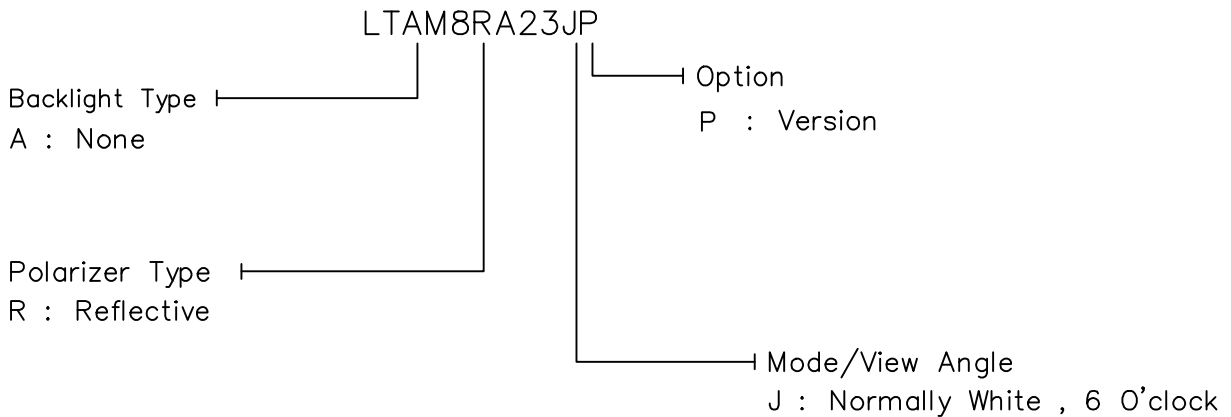 LTAM8RA23JP
Option
P : Version
Backlight Type
A : None
Polarizer Type
R : Reflective
Mode/View Angle
J : Normally White , 6 O'clock